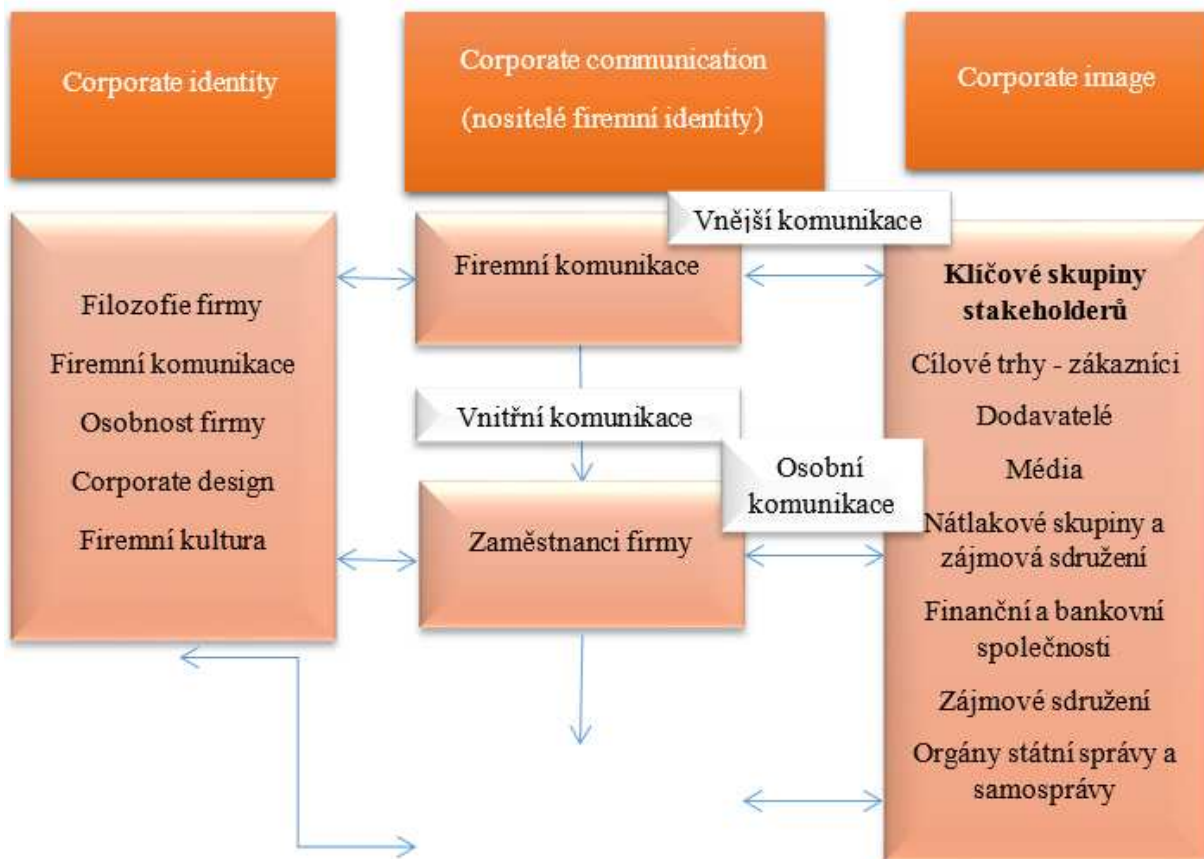 Corporate identity
Corporate communication
(nositelé firemní identity)
Corporate image
Filozofie firmy
Firemní komunikace
Osobnost firmy
Corporate design
Firemní kultura
Vnější komunikace
Firemní komunikace
Vnitřní komunikace
Osobní
komunikace
Zaměstnanci firmy
Klíčové skupiny
stakeholderů
Cílové trhy - zákazníci
Dodavatelé
Média
Nátlakové skupiny a
zájmová sdružení
Finanční a bankovní
společnosti
Zájmové sdružení
Orgány státní správy a
samosprávy